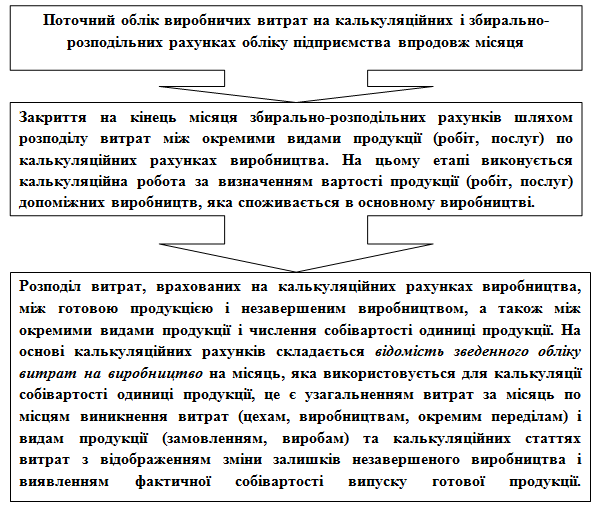 Поточний облік виробничих витрат на калькуляційних і збирально-
розподільних рахунках обліку підприємства впродовж місяця
Закриття на кінець місяця збирально-розподільних рахунків шляхом
розподілу витрат між окремими видами продукції (робіт, послуг) по
калькуляційних рахунках виробництва. На цьому етапі виконується
калькуляційна робота за визначенням вартості продукції (робіт, послуг)
допоміжних виробництв, яка споживається в основному виробництві.
Розподіл витрат, врахованих на калькуляційних рахунках виробництва,
між готовою продукцією і незавершеним виробництвом, а також між
окремими видами продукції і числення собівартості одиниці продукції. На
основі калькуляційних рахунків складається відомість зведенного обліку
витрат на виробництво на місяць, яка використовується для калькуляції
собівартості одиниці продукції, це є узагальненням витрат за місяць по
місцям виникнення витрат (цехам, виробництвам, окремим переділам) і
видам продукції (замовленням, виробам) та калькуляційних статтях
витрат з відображенням зміни залишків незавершеного виробництва і
виявленням фактичної собівартості випуску готової продукції.